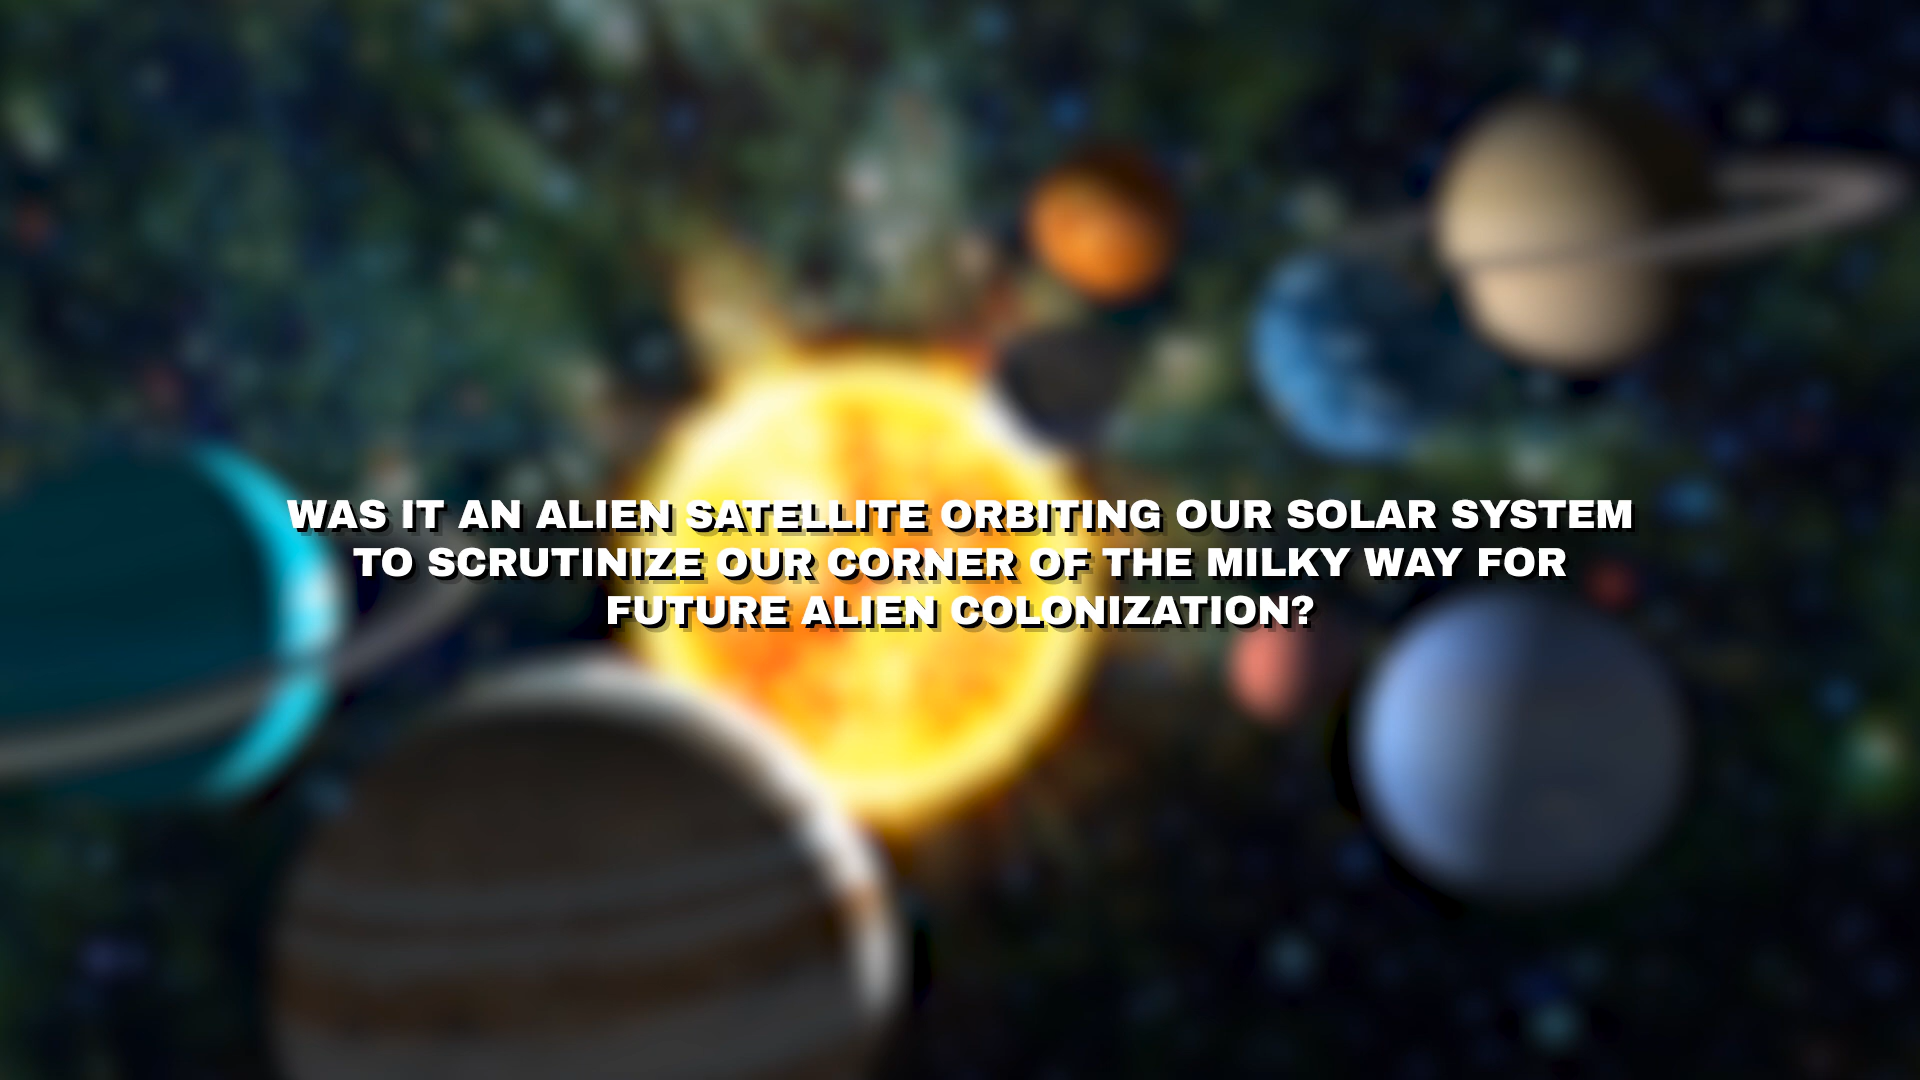 WAS IT AN ALIEN SATELLITE ORBITING OUR SOLAR SYSTEM
TO SCRUTINIZE OUR CORNER OF THE MILKY WAY FOR
FUTURE ALIEN COLONIZATION?